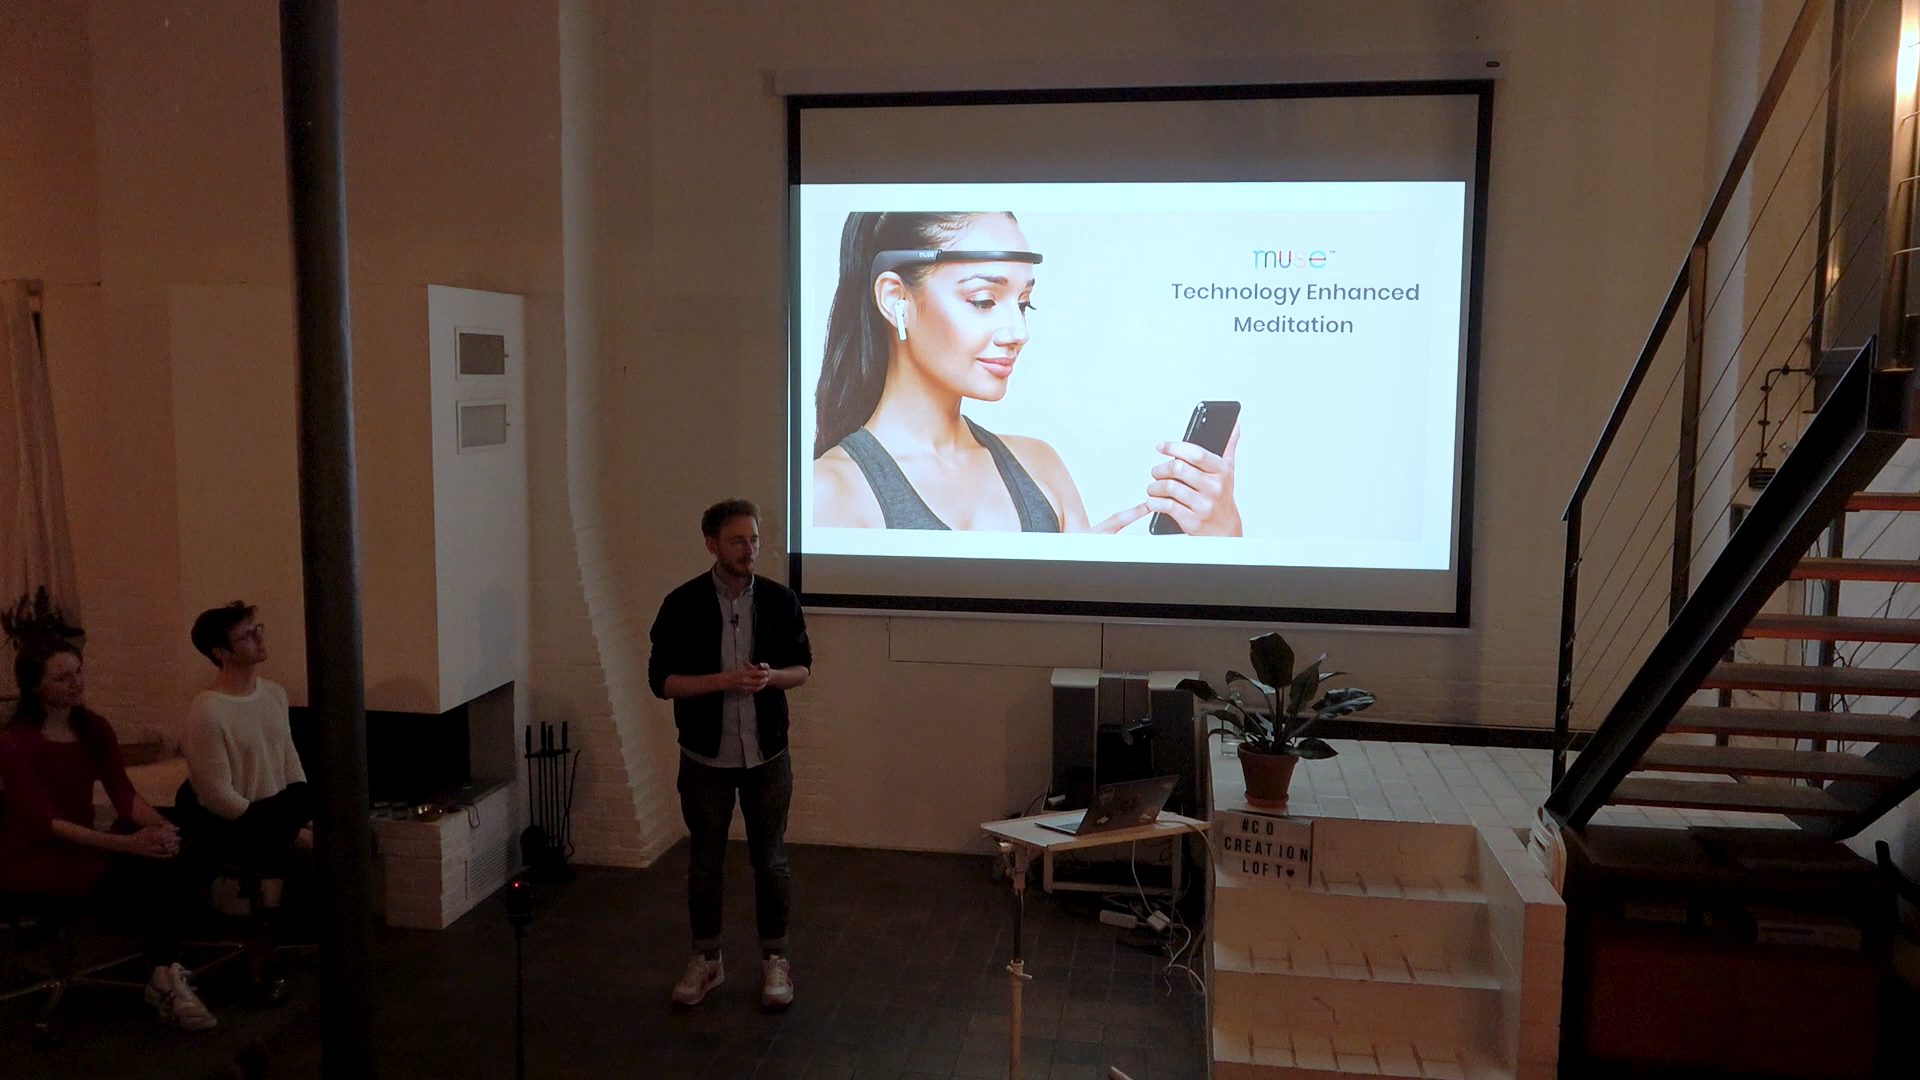 muse™
Technology Enhanced
Meditation
muse
#CO
CREATION
LOFT♥